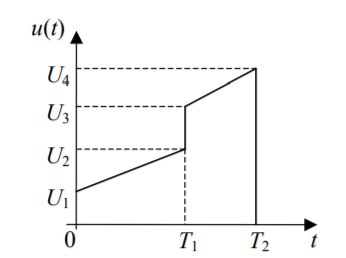 u(t)
U₄
U₃
U₂
U₁
0 T₁ T₂ t